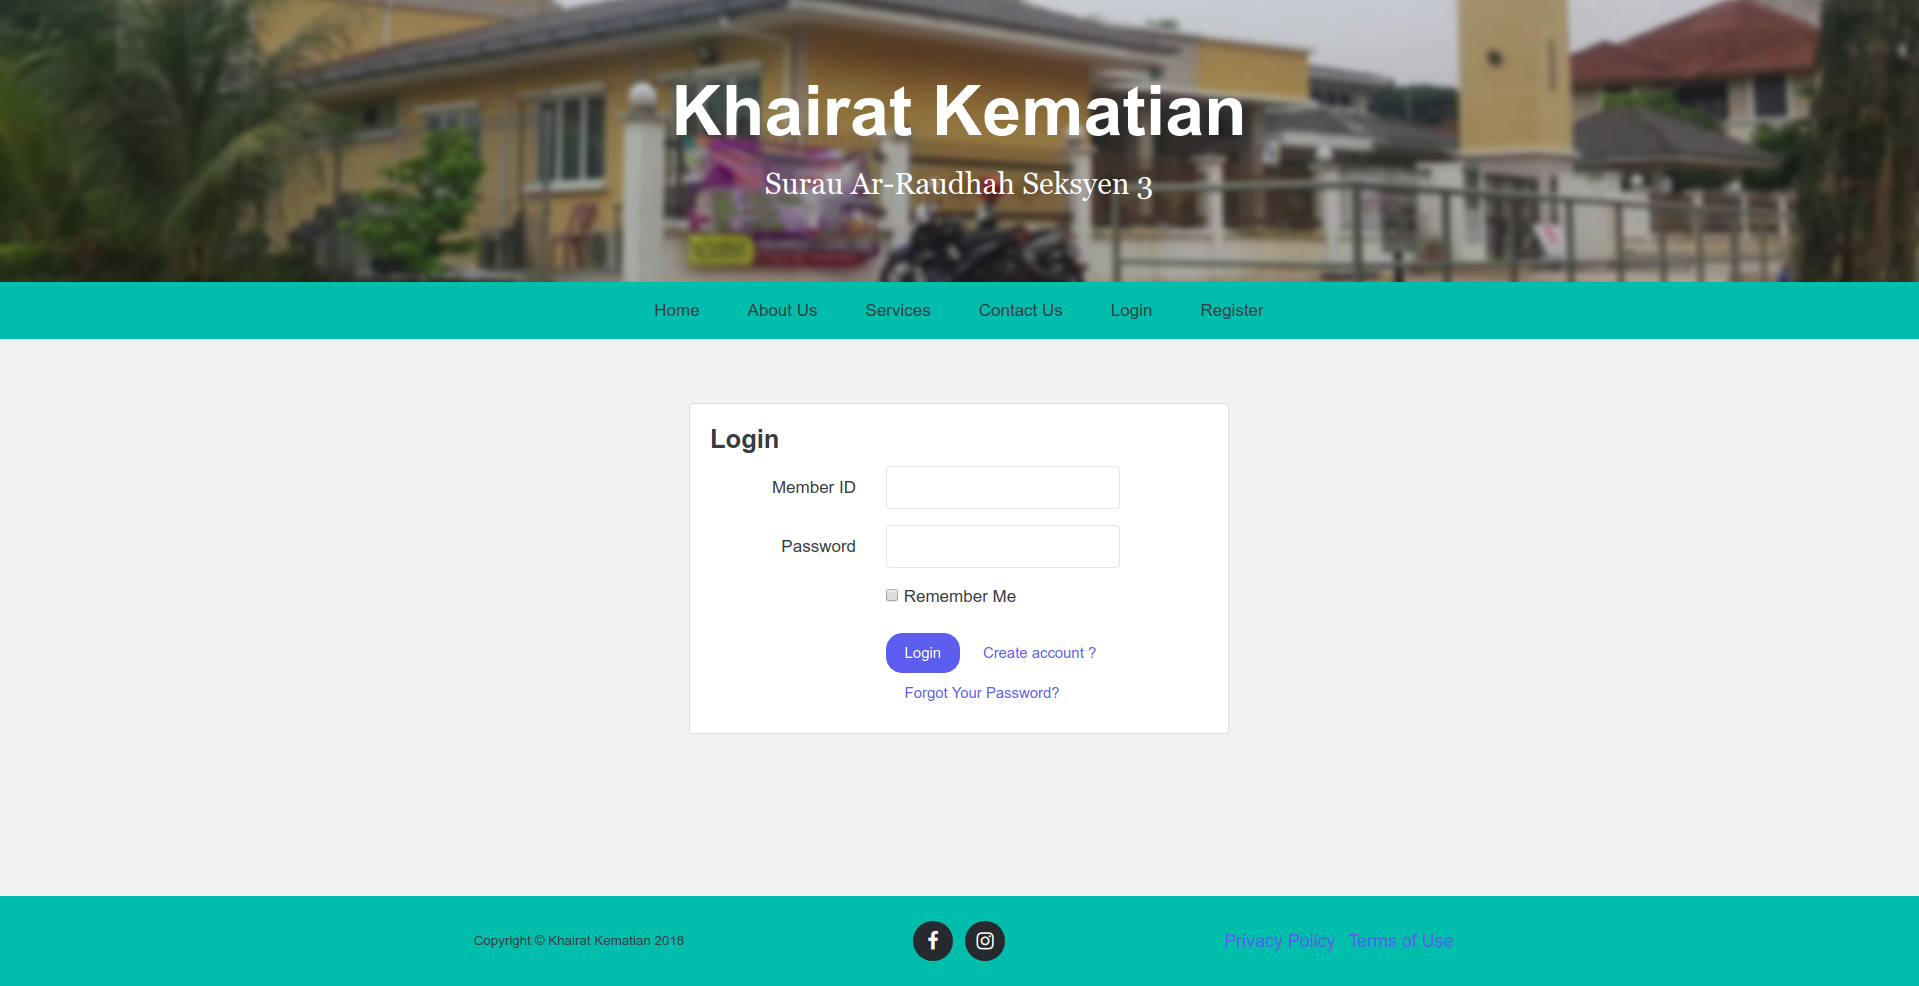 Khairat Kematian
Surau Ar-Raudhah Seksyen 3
Home About Us Services Contact Us Login Register
Login
Member ID
Password
Remember Me
Login Create account ?
Forgot Your Password?
Copyright © Khairat Kematian 2018
Privacy Policy Terms of Use